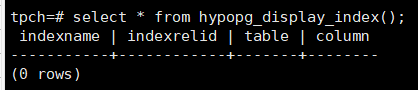 tpch=# select * from hypopg_display_index();
 indexname | indexrelid | table | column
-----------+------------+-------+--------
(0 rows)